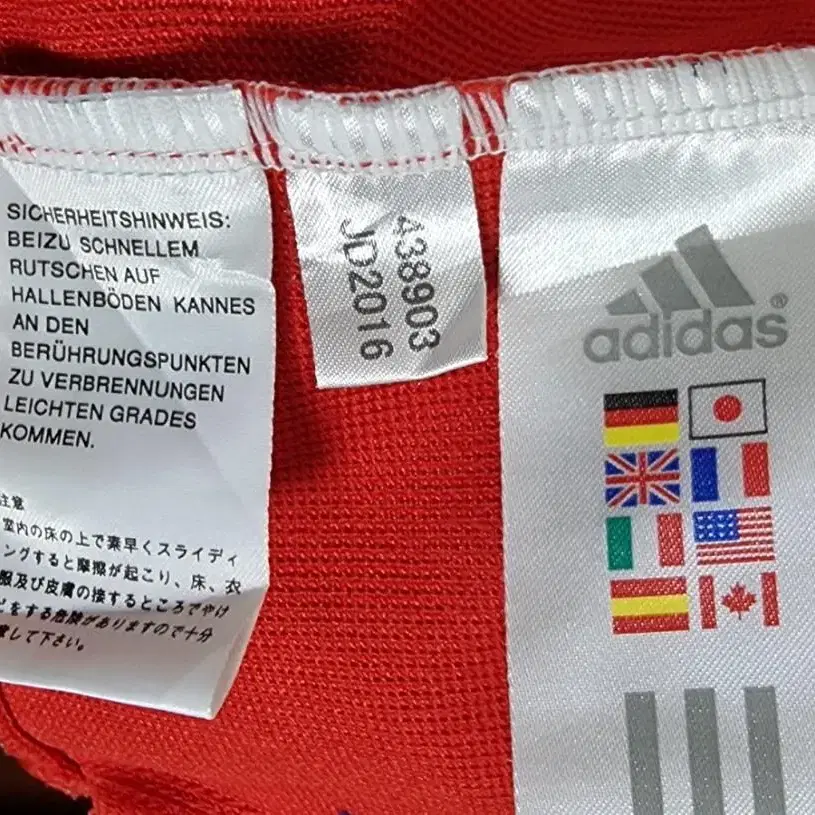 SICHERHEITSHINWEIS:
BEIZU SCHNELLEM
RUTSCHEN AUF
HALLENBÖDEN KANNES
AN DEN
BERÜHRUNGSPUNKTEN
ZU VERBRENNUNGEN
LEICHTEN GRADES
KOMMEN.
注意
室内の床の上で素早くスライディ
ングすると摩擦が起こり、床、衣
服及び皮膚の接するところでやけ
どをする危険がありますので十分
して下さい。
438903
JD2016
adidas®